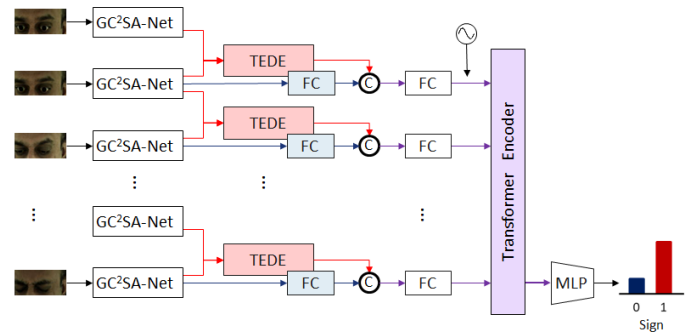 GC²SA-Net
TEDE
GC²SA-Net
FC
C
FC
TEDE
GC²SA-Net
FC
C
FC
Transformer Encoder
GC²SA-Net
TEDE
GC²SA-Net
FC
C
FC
MLP
0 1
Sign